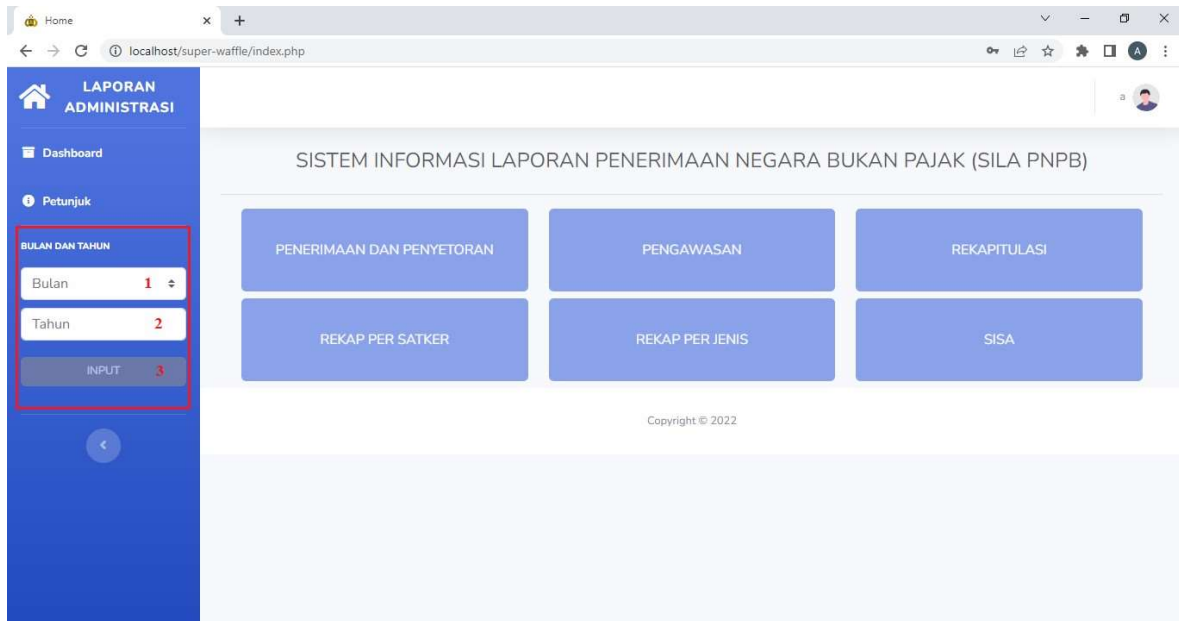 Home
localhost/super-waffle/index.php
A
LAPORAN
ADMINISTRASI
a
Dashboard
SISTEM INFORMASI LAPORAN PENERIMAAN NEGARA BUKAN PAJAK (SILA PNPB)
Petunjuk
BULAN DAN TAHUN
Bulan 1
Tahun 2
INPUT 3
PENERIMAAN DAN PENYETORAN
PENGAWASAN
REKAPITULASI
REKAP PER SATKER
REKAP PER JENIS
SISA
Copyright © 2022